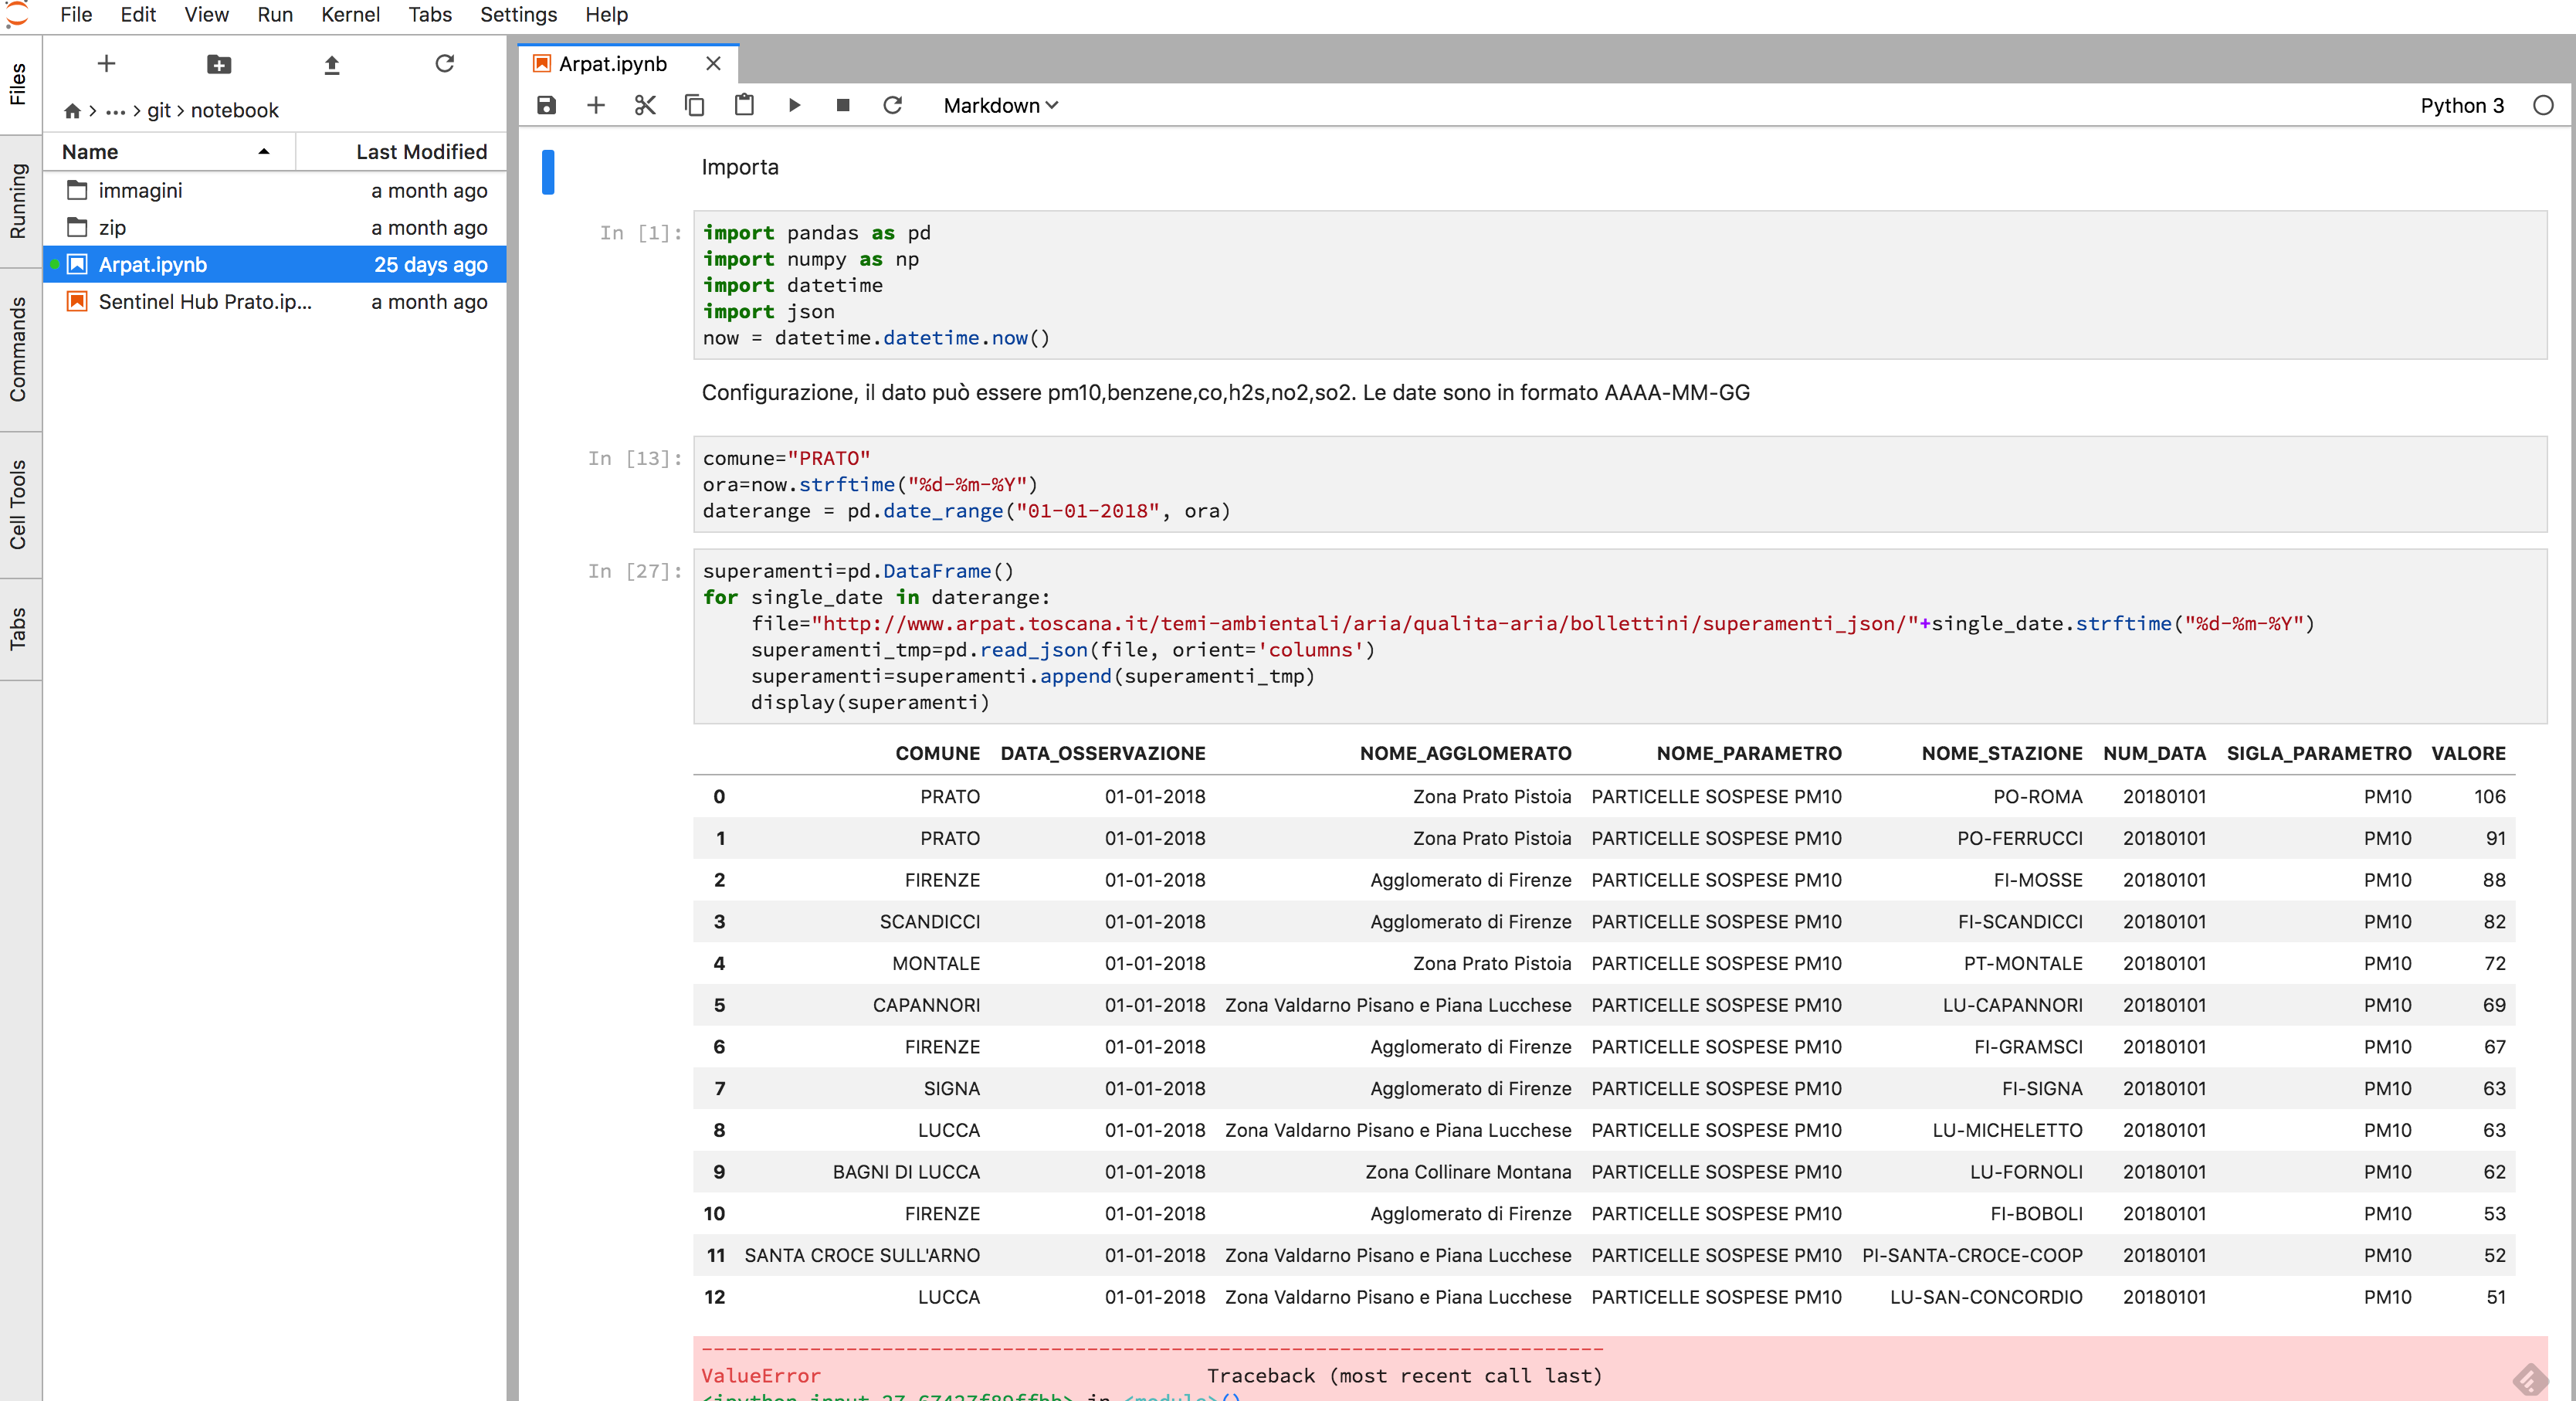 File Edit View Run Kernel Tabs Settings Help
Files
Running
Commands
Cell Tools
Tabs
… > git > notebook
Name Last Modified
immagini a month ago
zip a month ago
Arpat.ipynb 25 days ago
Sentinel Hub Prato.ip... a month ago
Arpat.ipynb
Markdown Python 3
Importa
In [1]: import pandas as pd
import numpy as np
import datetime
import json
now = datetime.datetime.now()
Configurazione, il dato può essere pm10,benzene,co,h2s,no2,so2. Le date sono in formato AAAA-MM-GG
In [13]: comune="PRATO"
ora=now.strftime("%d-%m-%Y")
daterange = pd.date_range("01-01-2018", ora)
In [27]: superamenti=pd.DataFrame()
for single_date in daterange:
    file="http://www.arpat.toscana.it/temi-ambientali/aria/qualita-aria/bollettini/superamenti_json/"+single_date.strftime("%d-%m-%Y")
    superamenti_tmp=pd.read_json(file, orient='columns')
    superamenti=superamenti.append(superamenti_tmp)
    display(superamenti)
COMUNE DATA_OSSERVAZIONE NOME_AGGLOMERATO NOME_PARAMETRO NOME_STAZIONE NUM_DATA SIGLA_PARAMETRO VALORE
0 PRATO 01-01-2018 Zona Prato Pistoia PARTICELLE SOSPESE PM10 PO-ROMA 20180101 PM10 106
1 PRATO 01-01-2018 Zona Prato Pistoia PARTICELLE SOSPESE PM10 PO-FERRUCCI 20180101 PM10 91
2 FIRENZE 01-01-2018 Agglomerato di Firenze PARTICELLE SOSPESE PM10 FI-MOSSE 20180101 PM10 88
3 SCANDICCI 01-01-2018 Agglomerato di Firenze PARTICELLE SOSPESE PM10 FI-SCANDICCI 20180101 PM10 82
4 MONTALE 01-01-2018 Zona Prato Pistoia PARTICELLE SOSPESE PM10 PT-MONTALE 20180101 PM10 72
5 CAPANNORI 01-01-2018 Zona Valdarno Pisano e Piana Lucchese PARTICELLE SOSPESE PM10 LU-CAPANNORI 20180101 PM10 69
6 FIRENZE 01-01-2018 Agglomerato di Firenze PARTICELLE SOSPESE PM10 FI-GRAMSCI 20180101 PM10 67
7 SIGNA 01-01-2018 Agglomerato di Firenze PARTICELLE SOSPESE PM10 FI-SIGNA 20180101 PM10 63
8 LUCCA 01-01-2018 Zona Valdarno Pisano e Piana Lucchese PARTICELLE SOSPESE PM10 LU-MICHELETTO 20180101 PM10 63
9 BAGNI DI LUCCA 01-01-2018 Zona Collinare Montana PARTICELLE SOSPESE PM10 LU-FORNOLI 20180101 PM10 62
10 FIRENZE 01-01-2018 Agglomerato di Firenze PARTICELLE SOSPESE PM10 FI-BOBOLI 20180101 PM10 53
11 SANTA CROCE SULL'ARNO 01-01-2018 Zona Valdarno Pisano e Piana Lucchese PARTICELLE SOSPESE PM10 PI-SANTA-CROCE-COOP 20180101 PM10 52
12 LUCCA 01-01-2018 Zona Valdarno Pisano e Piana Lucchese PARTICELLE SOSPESE PM10 LU-SAN-CONCORDIO 20180101 PM10 51
ValueError Traceback (most recent call last)
in <module>()